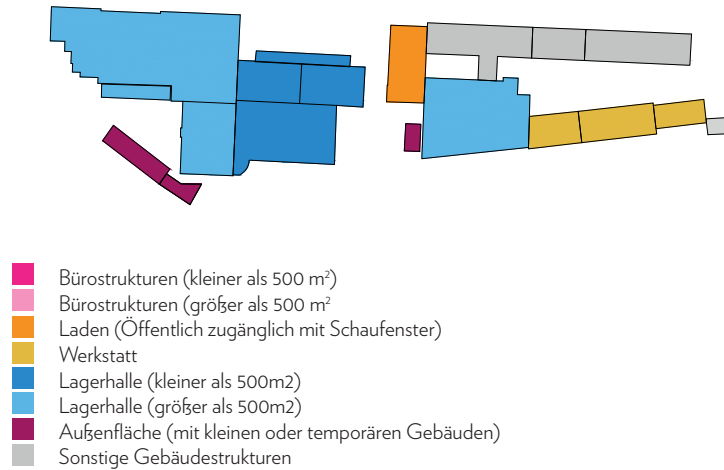 Bürostrukturen (kleiner als 500 m²)
Bürostrukturen (größer als 500 m²
Laden (Öffentlich zugänglich mit Schaufenster)
Werkstatt
Lagerhalle (kleiner als 500m2)
Lagerhalle (größer als 500m2)
Außenfläche (mit kleinen oder temporären Gebäuden)
Sonstige Gebäudestrukturen